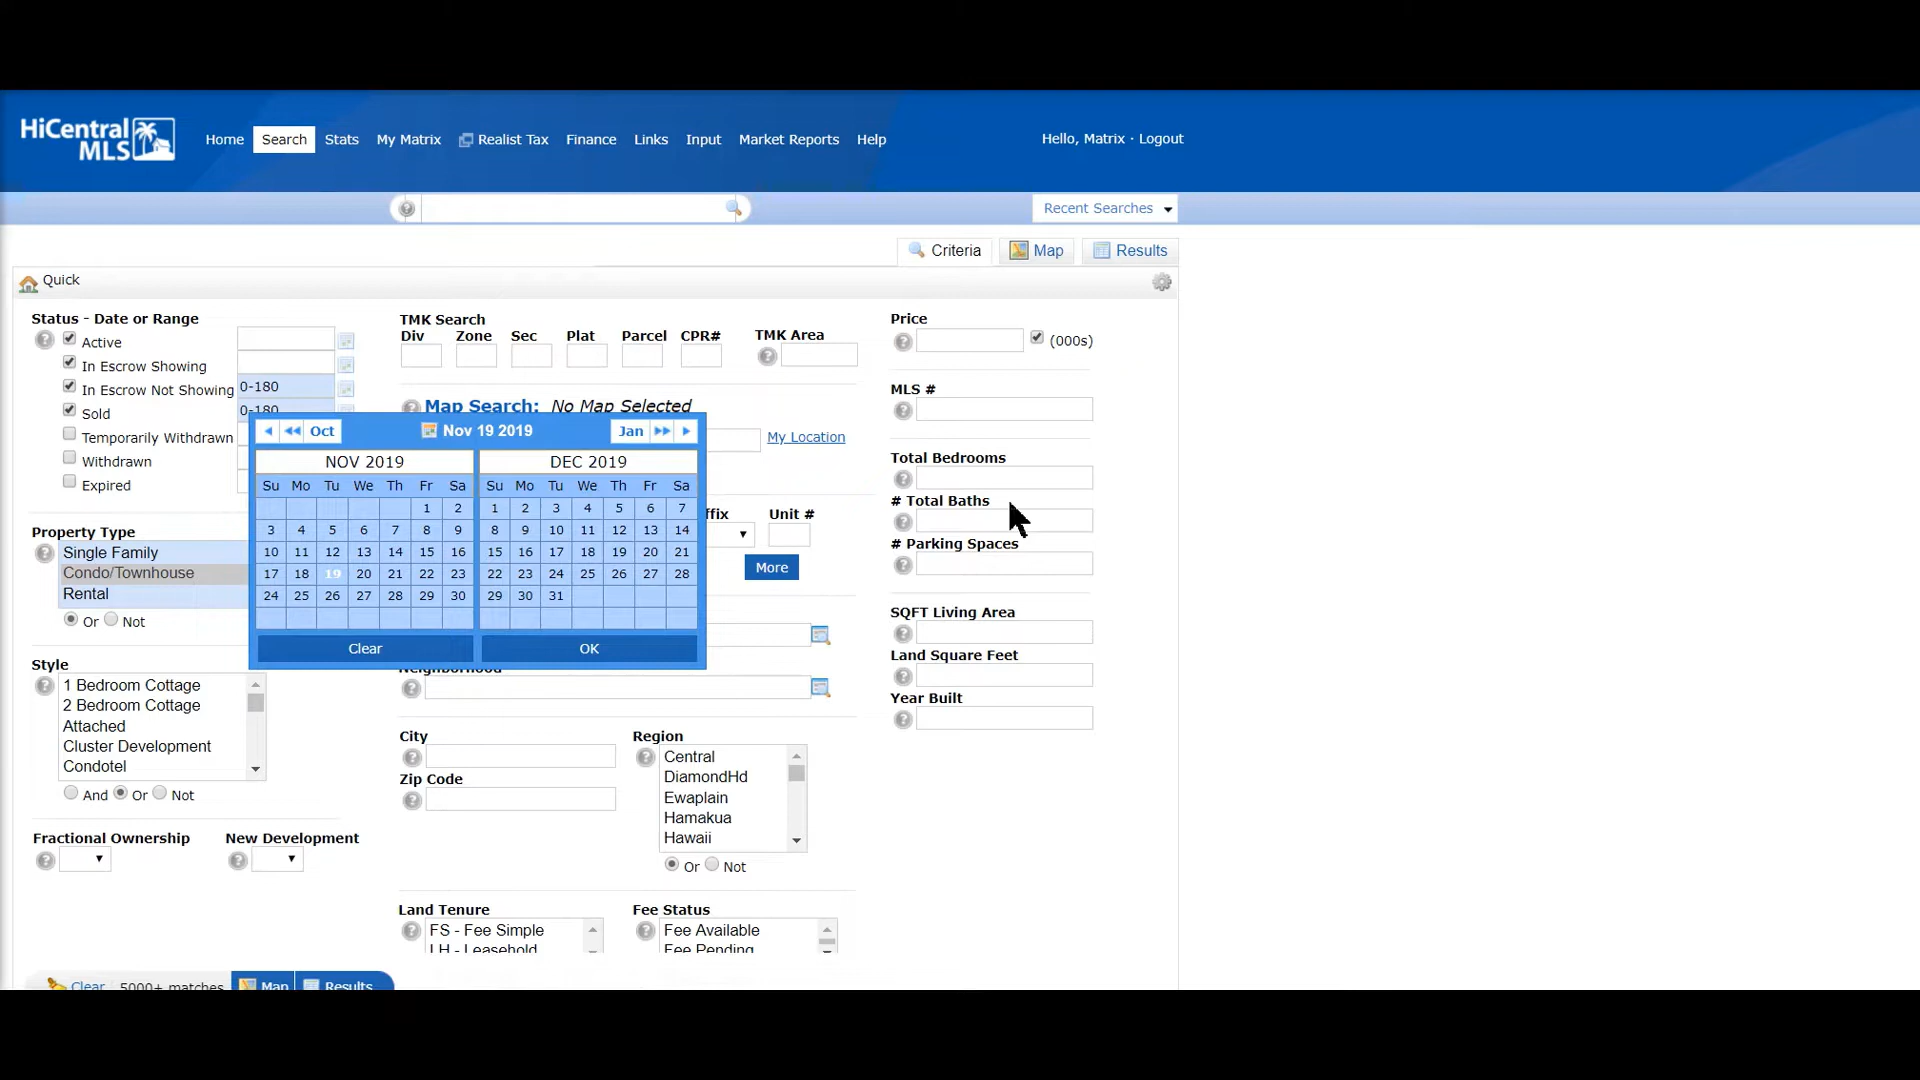 HiCentral
MLS
Home Search Stats My Matrix Realist Tax Finance Links Input Market Reports Help
Hello, Matrix · Logout
Recent Searches
Criteria Map Results
Quick
Status - Date or Range
Active
In Escrow Showing
In Escrow Not Showing 0-180
Sold 0-180
Temporarily Withdrawn
Withdrawn
Expired
Property Type
Single Family
Condo/Townhouse
Rental
Or Not
Style
1 Bedroom Cottage
2 Bedroom Cottage
Attached
Cluster Development
Condotel
And Or Not
Fractional Ownership New Development
TMK Search
Div Zone Sec Plat Parcel CPR# TMK Area
Map Search: No Map Selected
My Location
ffix Unit #
More
Oct Nov 19 2019 Jan
NOV 2019
Su Mo Tu We Th Fr Sa
1 2
3 4 5 6 7 8 9
10 11 12 13 14 15 16
17 18 19 20 21 22 23
24 25 26 27 28 29 30
DEC 2019
Su Mo Tu We Th Fr Sa
1 2 3 4 5 6 7
8 9 10 11 12 13 14
15 16 17 18 19 20 21
22 23 24 25 26 27 28
29 30 31
Clear OK
Neighborhood
City
Zip Code
Region
Central
DiamondHd
Ewaplain
Hamakua
Hawaii
Or Not
Land Tenure
FS - Fee Simple
LH - Leasehold
Fee Status
Fee Available
Fee Pending
Price
(000s)
MLS #
Total Bedrooms
# Total Baths
# Parking Spaces
SQFT Living Area
Land Square Feet
Year Built
Clear 5000+ matches Map Results